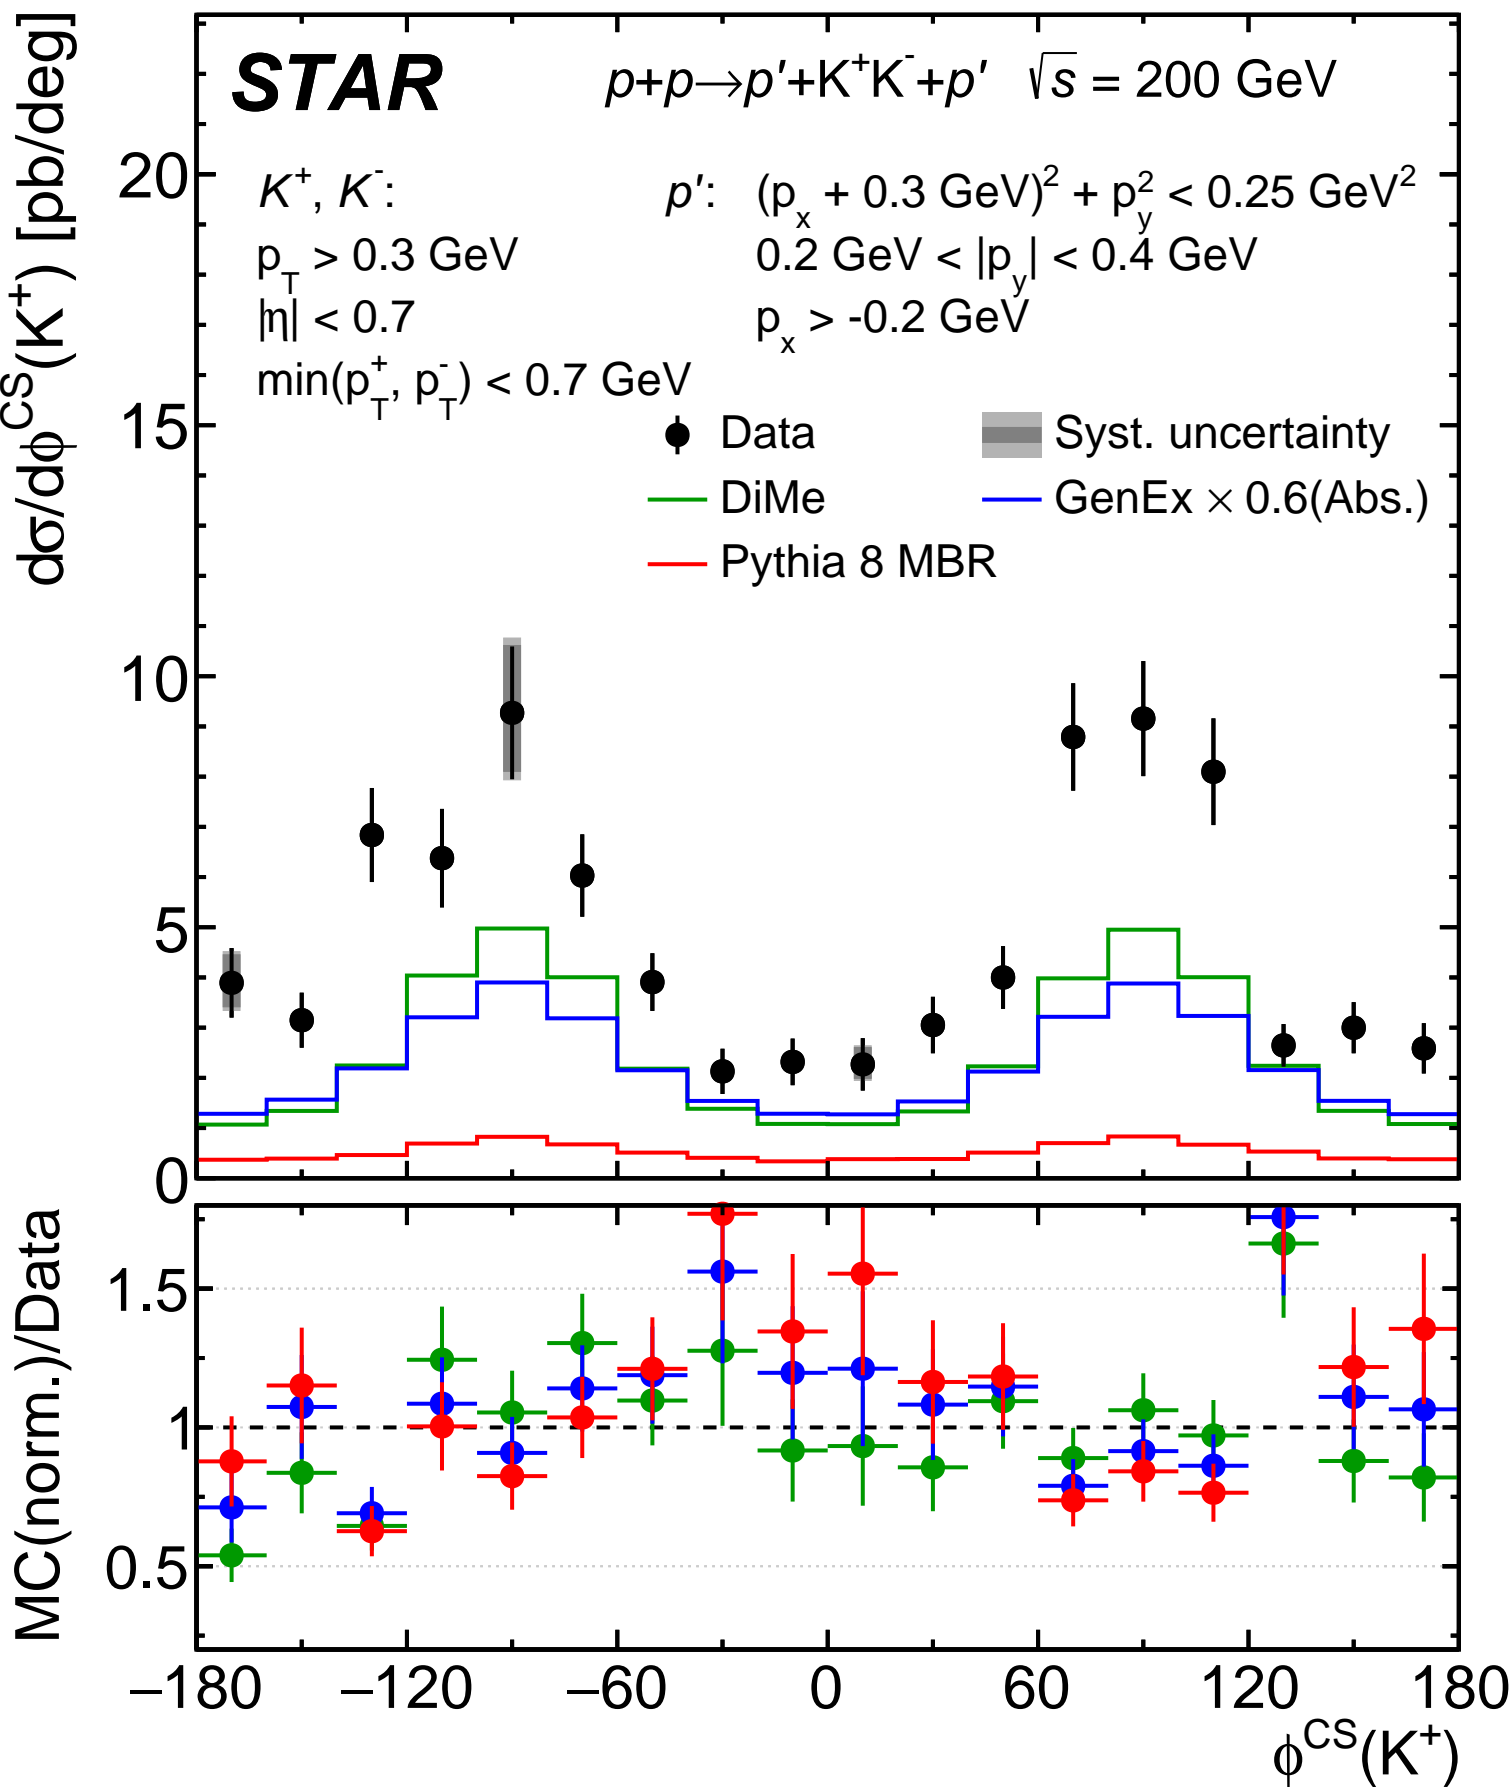 STAR p+p→p′+K⁺K⁻+p′ √s = 200 GeV
K⁺, K⁻: p′: (pₓ + 0.3 GeV)² + p_y² < 0.25 GeV²
p_T > 0.3 GeV 0.2 GeV < |p_y| < 0.4 GeV
|η| < 0.7 pₓ > -0.2 GeV
min(p_T⁺, p_T⁻) < 0.7 GeV
Data Syst. uncertainty
DiMe GenEx × 0.6(Abs.)
Pythia 8 MBR
dσ/dϕ^CS(K⁺) [pb/deg]
20
15
10
5
0
MC(norm.)/Data
1.5
1
0.5
−180 −120 −60 0 60 120 180
ϕ^CS(K⁺)